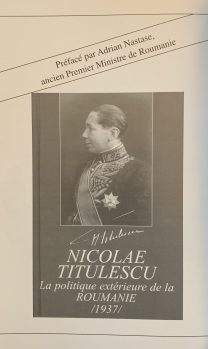 Préfacé par Adrian Nastase,
ancien Premier Ministre de Roumanie
NICOLAE
TITULESCU
La politique extérieure de la
ROUMANIE
/1937/